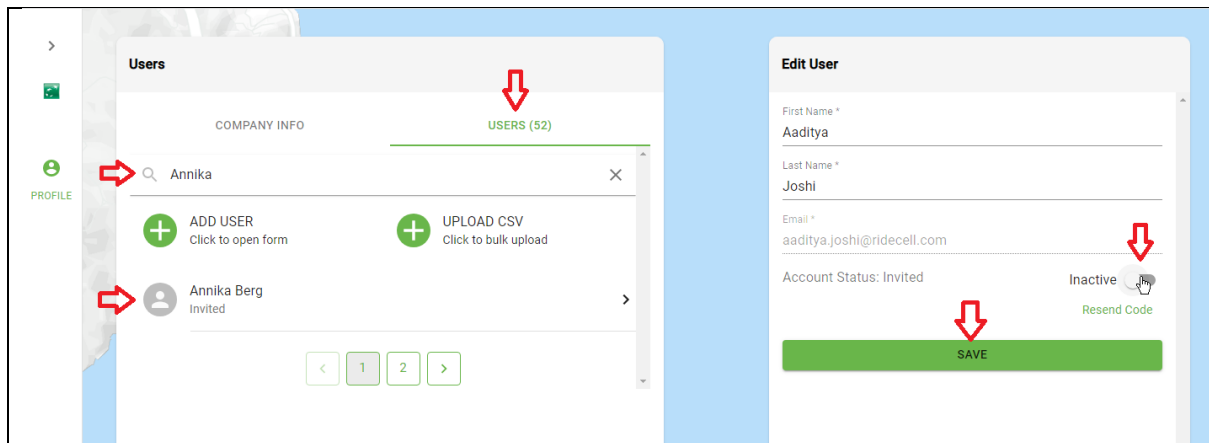 PROFILE
Users
COMPANY INFO
USERS (52)
Annika
ADD USER
Click to open form
UPLOAD CSV
Click to bulk upload
Annika Berg
Invited
1
2
Edit User
First Name *
Aaditya
Last Name *
Joshi
Email *
aaditya.joshi@ridecell.com
Account Status: Invited
Inactive
Resend Code
SAVE